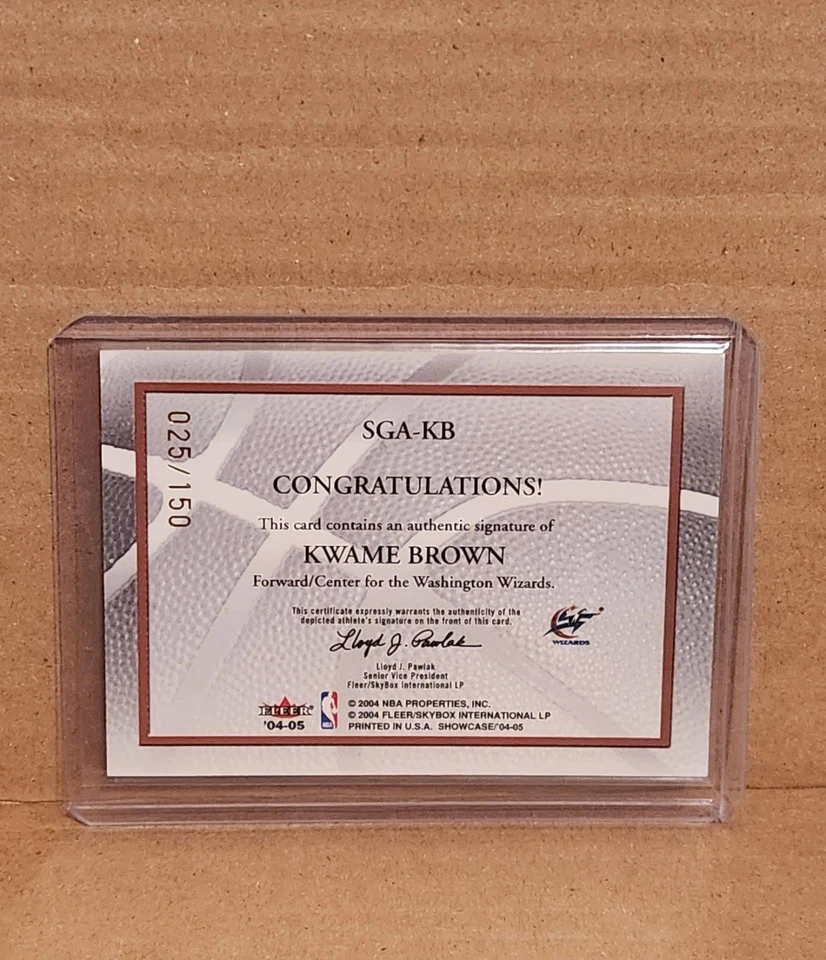 025/150
SGA-KB
CONGRATULATIONS!
This card contains an authentic signature of
KWAME BROWN
Forward/Center for the Washington Wizards.
This certificate expressly warrants the authenticity of the
depicted athlete's signature on the front of this card.
Lloyd J. Pawlak
Lloyd J. Pawlak
Senior Vice President
Fleer/SkyBox International LP
WIZARDS
FLEER
'04-05
NBA
© 2004 NBA PROPERTIES, INC.
© 2004 FLEER/SKYBOX INTERNATIONAL LP
PRINTED IN U.S.A. SHOWCASE/'04-05